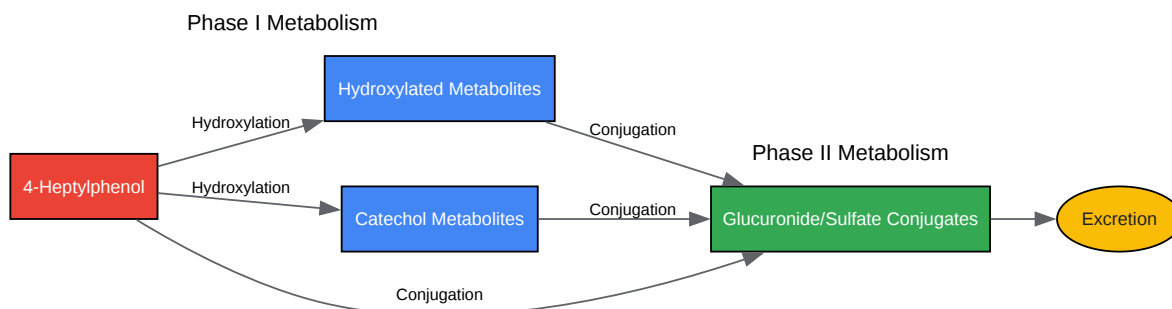 Phase I Metabolism
Hydroxylated Metabolites
Hydroxylation
Conjugation
Phase II Metabolism
4-Heptylphenol
Hydroxylation
Catechol Metabolites
Conjugation
Glucuronide/Sulfate Conjugates
Excretion
Conjugation